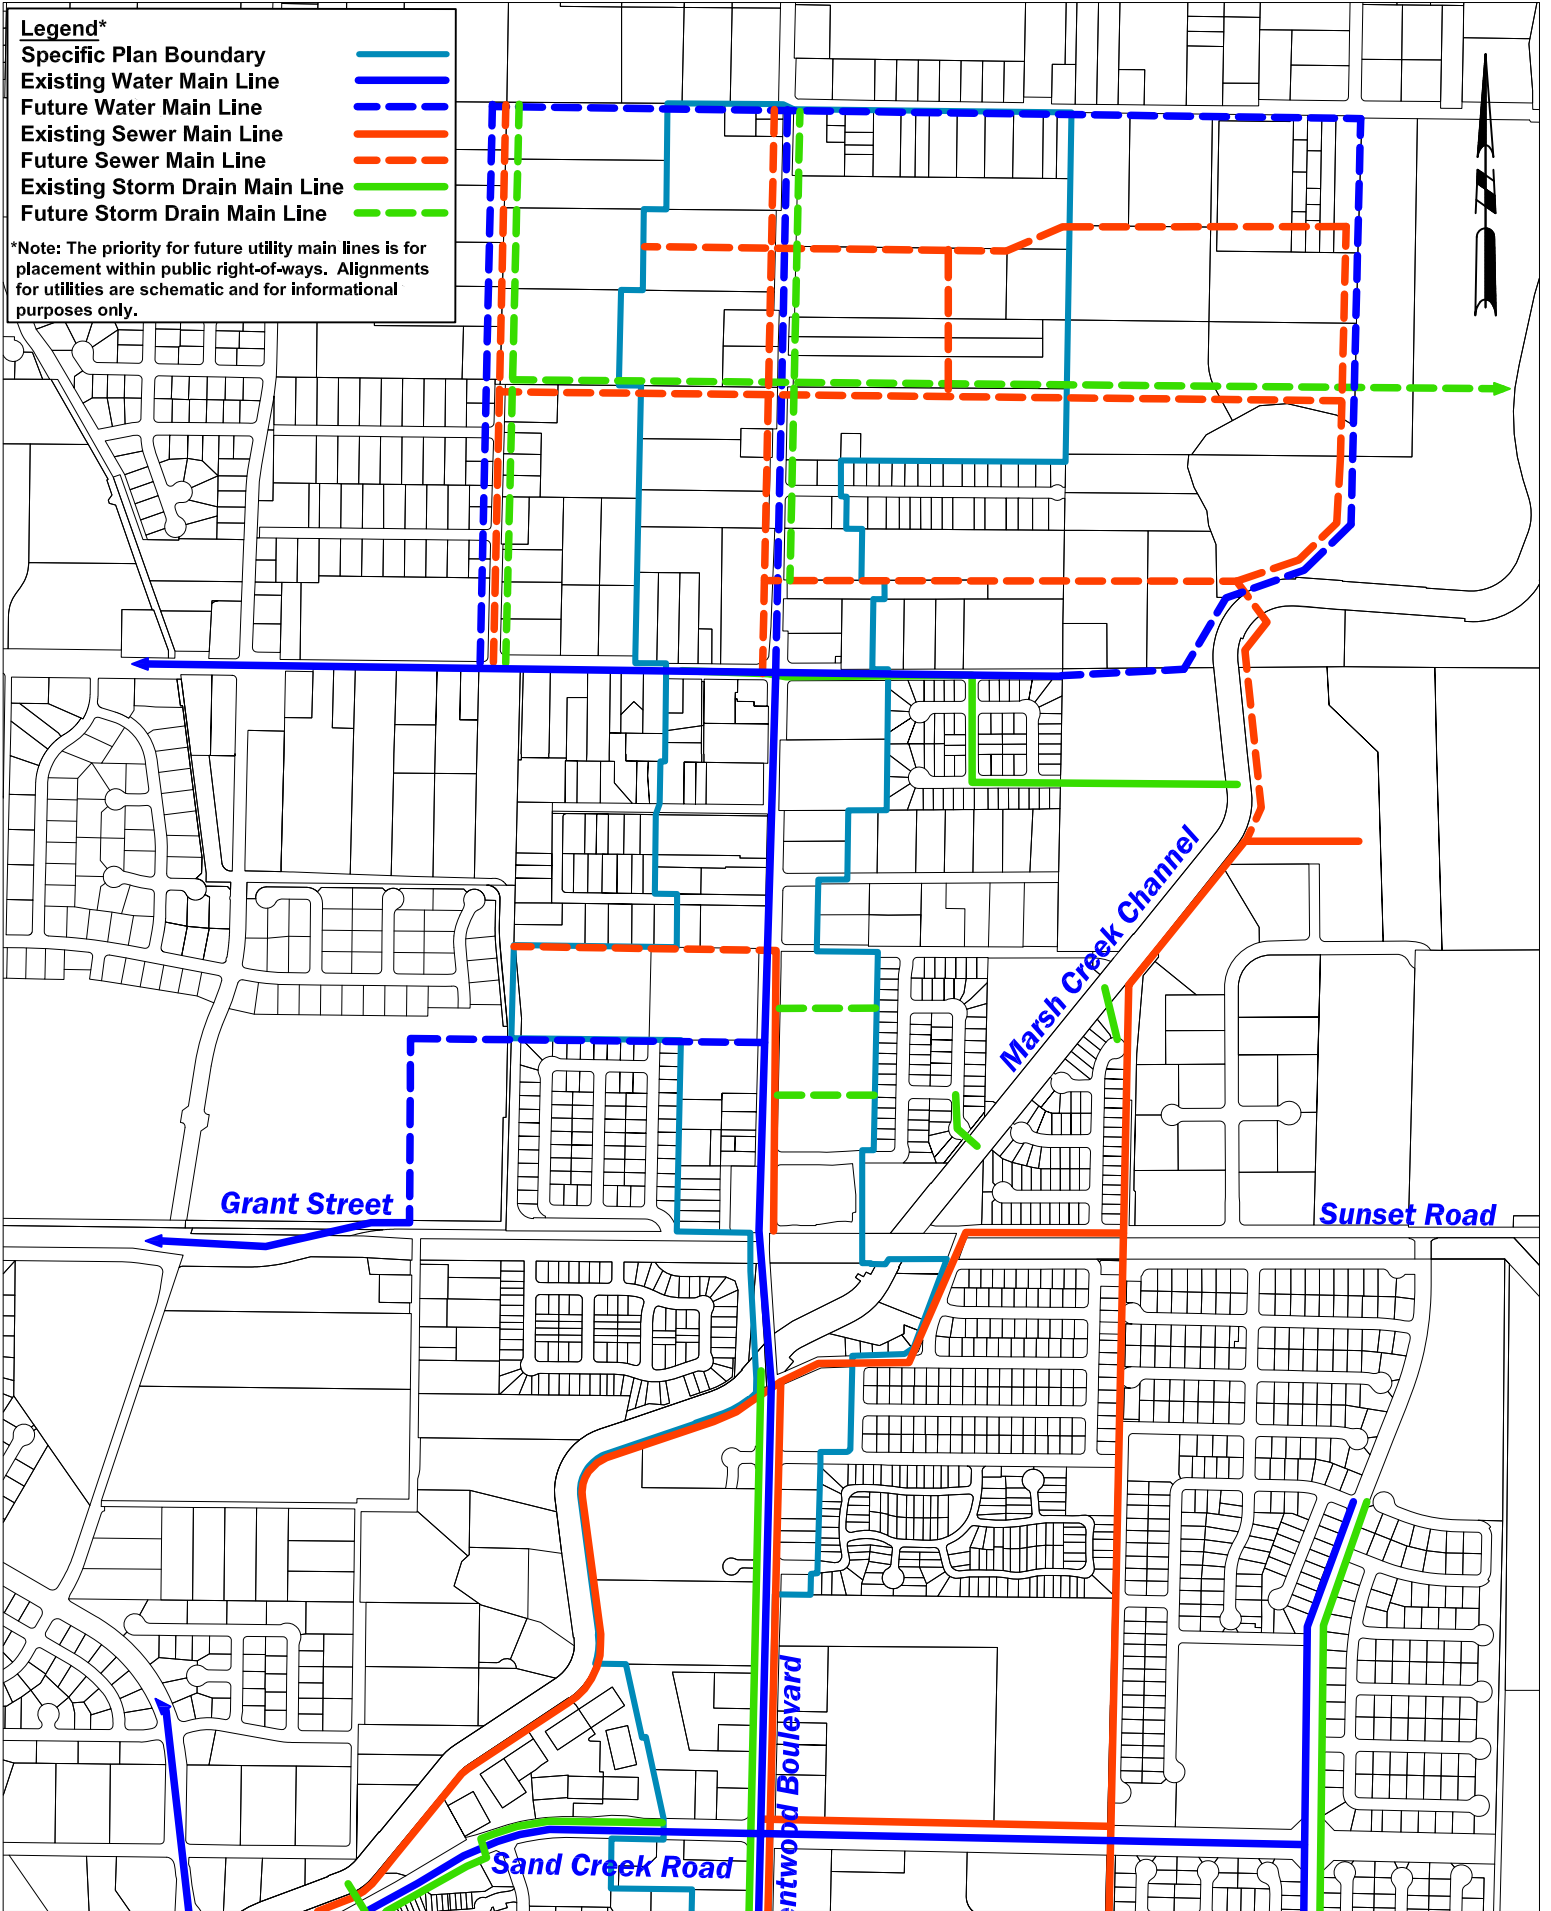 Legend*
Specific Plan Boundary
Existing Water Main Line
Future Water Main Line
Existing Sewer Main Line
Future Sewer Main Line
Existing Storm Drain Main Line
Future Storm Drain Main Line
*Note: The priority for future utility main lines is for
placement within public right-of-ways. Alignments
for utilities are schematic and for informational
purposes only.
Marsh Creek Channel
Grant Street
Sunset Road
entwood Boulevard
Sand Creek Road